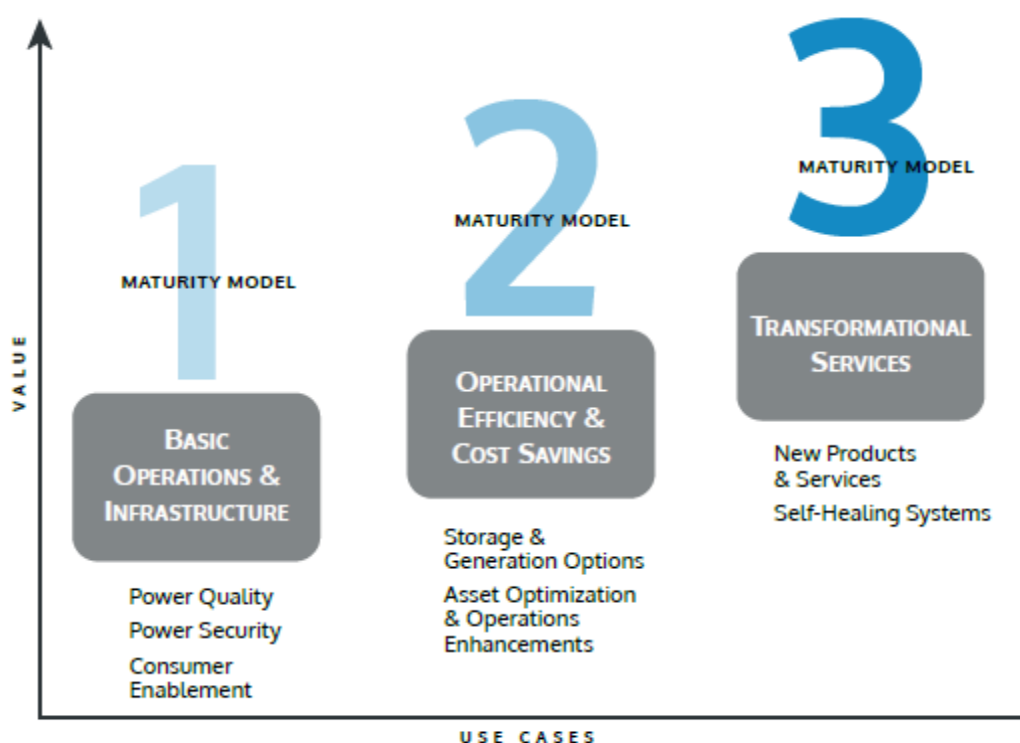 VALUE
1
MATURITY MODEL
BASIC
OPERATIONS &
INFRASTRUCTURE
Power Quality
Power Security
Consumer
Enablement
2
MATURITY MODEL
OPERATIONAL
EFFICIENCY &
COST SAVINGS
Storage &
Generation Options
Asset Optimization
& Operations
Enhancements
3
MATURITY MODEL
TRANSFORMATIONAL
SERVICES
New Products
& Services
Self-Healing Systems
USE CASES